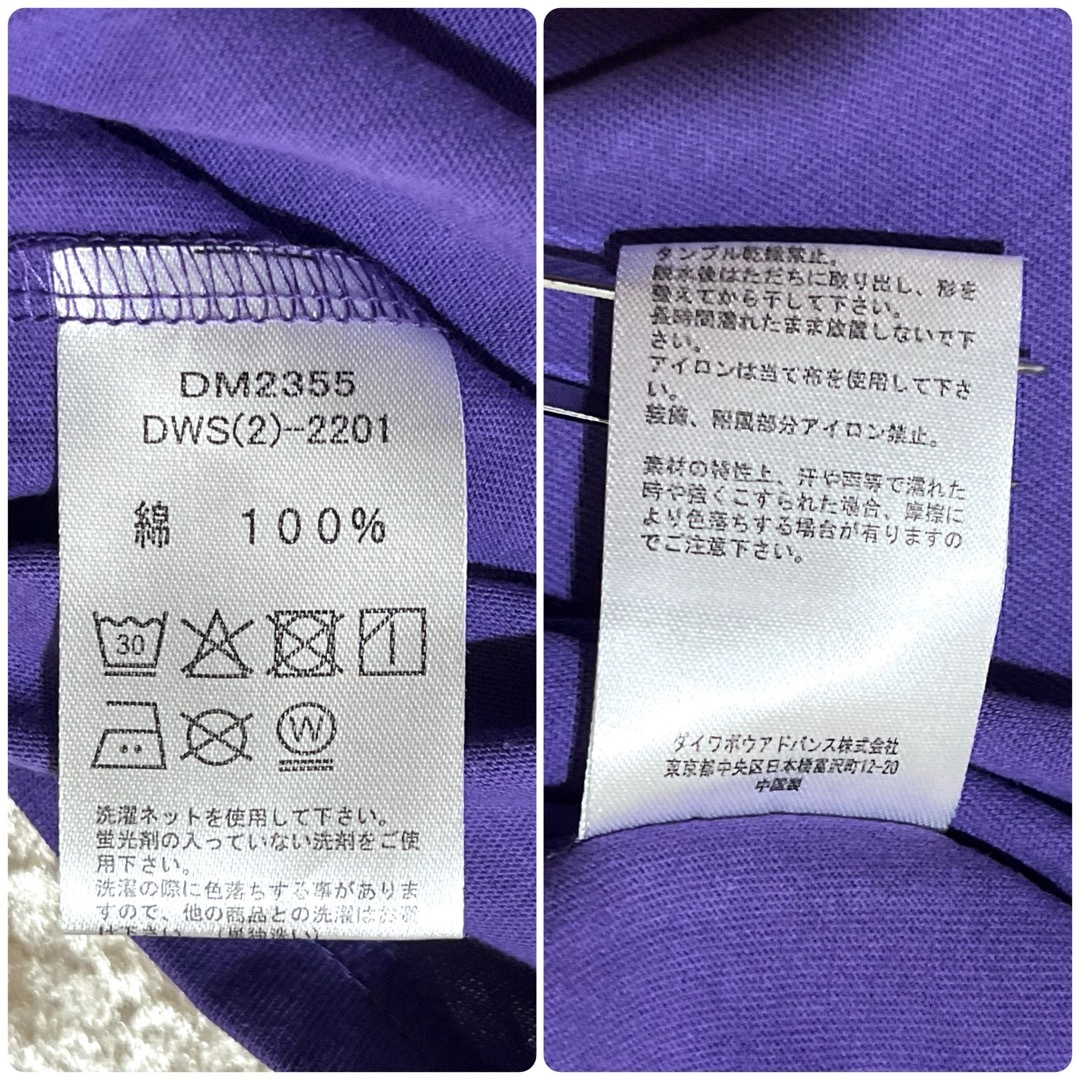 DM2355
DWS(2)-2201
綿 100%
30
W
洗濯ネットを使用して下さい。
蛍光剤の入っていない洗剤をご使
用下さい。
洗濯の際に色落ちする事がありま
すので、他の商品との洗濯はお避
け下さい。(単独洗い)
タンブル乾燥禁止。
脱水後はただちに取り出し、形を
整えてから干して下さい。
長時間濡れたまま放置しないで下
さい。
アイロンは当て布を使用して下さ
い。
装飾、附属部分アイロン禁止。
素材の特性上、汗や雨等で濡れた
時や強くこすられた場合、摩擦に
より色落ちする場合が有りますの
でご注意下さい。
ダイワボウアドバンス株式会社
東京都中央区日本橋富沢町12-20
中国製